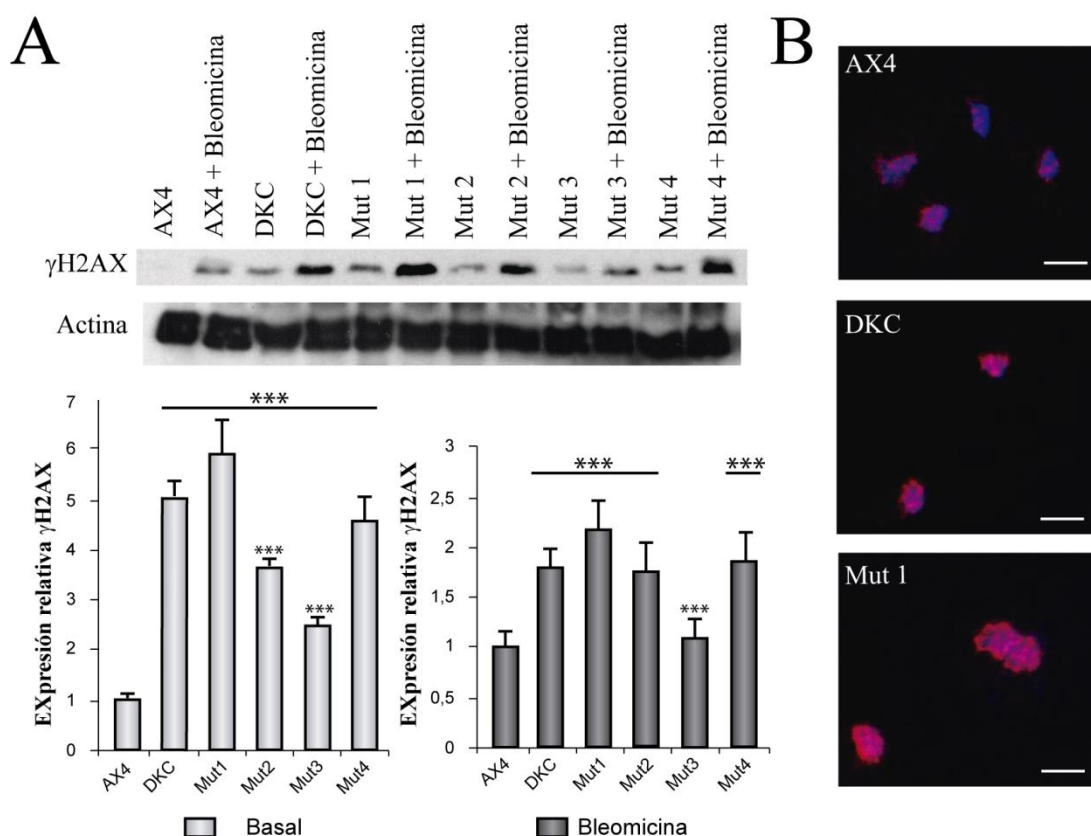 A
AX4
AX4 + Bleomicina
DKC
DKC + Bleomicina
Mut 1
Mut 1 + Bleomicina
Mut 2
Mut 2 + Bleomicina
Mut 3
Mut 3 + Bleomicina
Mut 4
Mut 4 + Bleomicina
γH2AX
Actina
EXpresión relativa γH2AX
7
6
5
4
3
2
1
0
***
***
***
AX4
DKC
Mut1
Mut2
Mut3
Mut4
Basal
EXpresión relativa γH2AX
3
2,5
2
1,5
1
0,5
0
***
***
***
AX4
DKC
Mut1
Mut2
Mut3
Mut4
Bleomicina
B
AX4
DKC
Mut 1